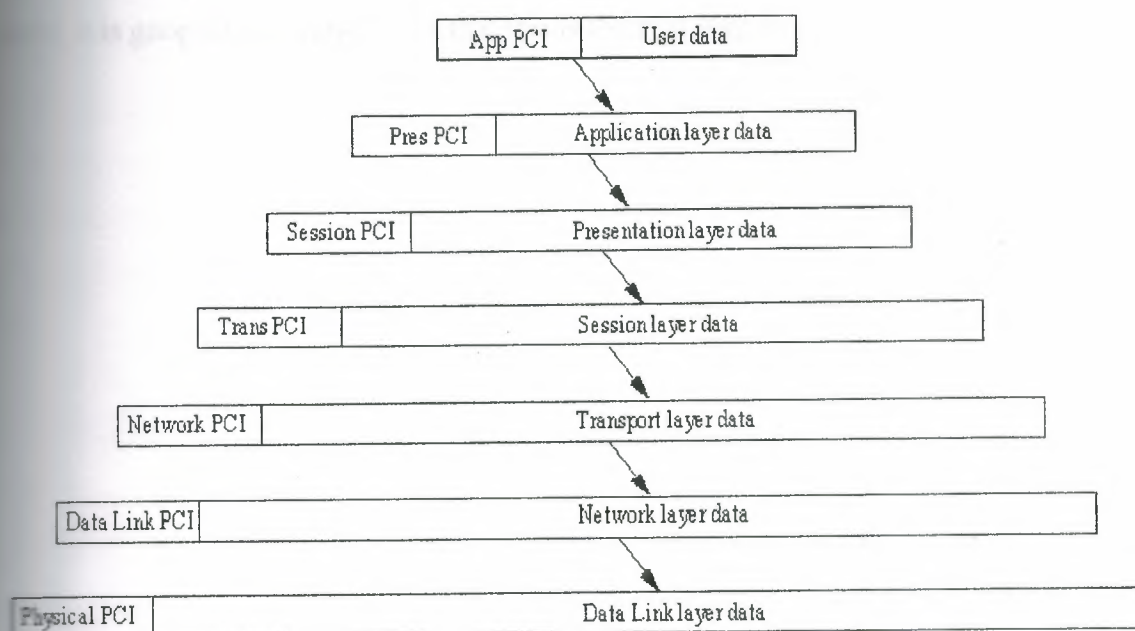 App PCI User data
Pres PCI Application layer data
Session PCI Presentation layer data
Trans PCI Session layer data
Network PCI Transport layer data
Data Link PCI Network layer data
Physical PCI Data Link layer data